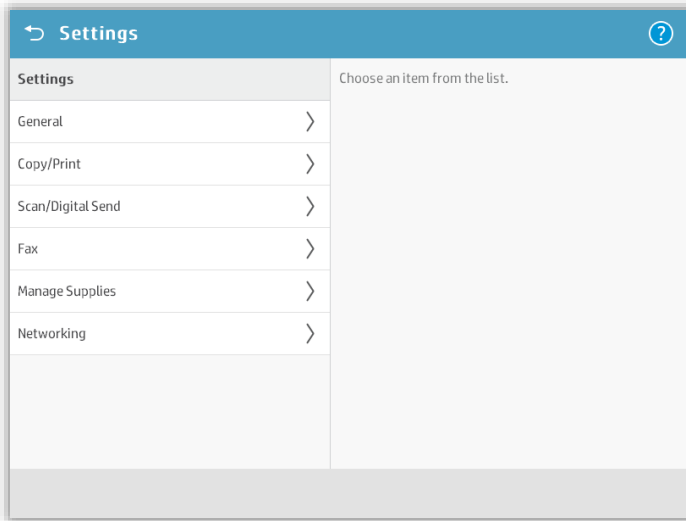 Settings
?
Settings
Choose an item from the list.
General
Copy/Print
Scan/Digital Send
Fax
Manage Supplies
Networking